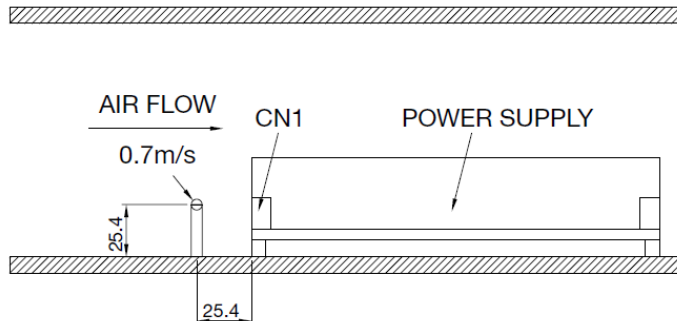 AIR FLOW
CN1
POWER SUPPLY
0.7m/s
25.4
25.4